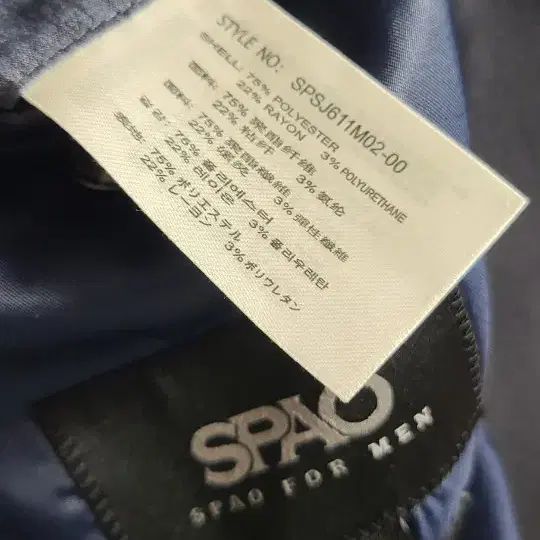 STYLE NO: SPSJ611M02-00
SHELL: 75% POLYESTER 3% POLYURETHANE
22% RAYON
面料: 75% 聚酯纤维 3% 氨纶
22% 粘纤
面料: 75% 聚酯纖維 3% 彈性纖維
22% 嫘縈
겉감: 75% 폴리에스터 3% 폴리우레탄
22% 레이온
表地: 75% ポリエステル 3% ポリウレタン
22% レーヨン
SPAO
SPAO FOR MEN